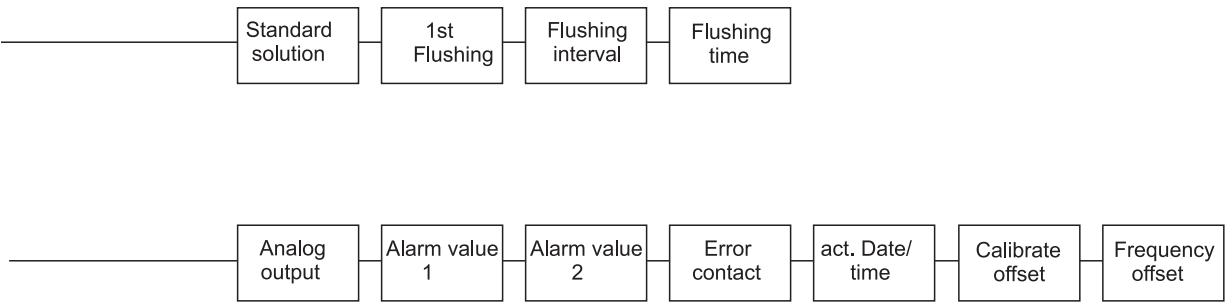 Standard
solution
1st
Flushing
Flushing
interval
Flushing
time
Analog
output
Alarm value
1
Alarm value
2
Error
contact
act. Date/
time
Calibrate
offset
Frequency
offset